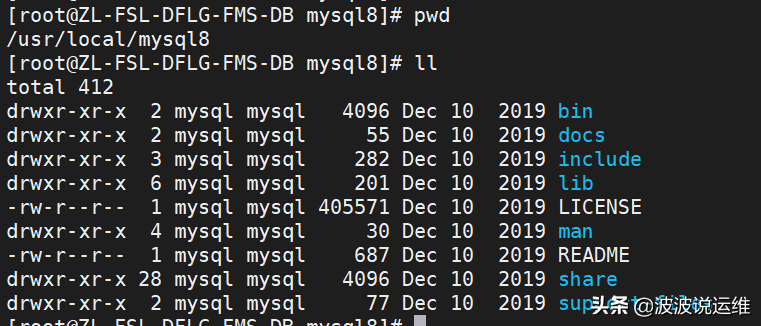 [root@ZL-FSL-DFLG-FMS-DB mysql8]# pwd
/usr/local/mysql8
[root@ZL-FSL-DFLG-FMS-DB mysql8]# ll
total 412
drwxr-xr-x  2 mysql mysql   4096 Dec 10  2019 bin
drwxr-xr-x  2 mysql mysql     55 Dec 10  2019 docs
drwxr-xr-x  3 mysql mysql    282 Dec 10  2019 include
drwxr-xr-x  6 mysql mysql    201 Dec 10  2019 lib
-rw-r--r--  1 mysql mysql 405571 Dec 10  2019 LICENSE
drwxr-xr-x  4 mysql mysql     30 Dec 10  2019 man
-rw-r--r--  1 mysql mysql    687 Dec 10  2019 README
drwxr-xr-x 28 mysql mysql   4096 Dec 10  2019 share
drwxr-xr-x  2 mysql mysql     77 Dec 10  2019
头条 @波波说运维
[root@ZL-FSL-DFLG-FMS-DB mysql8]#